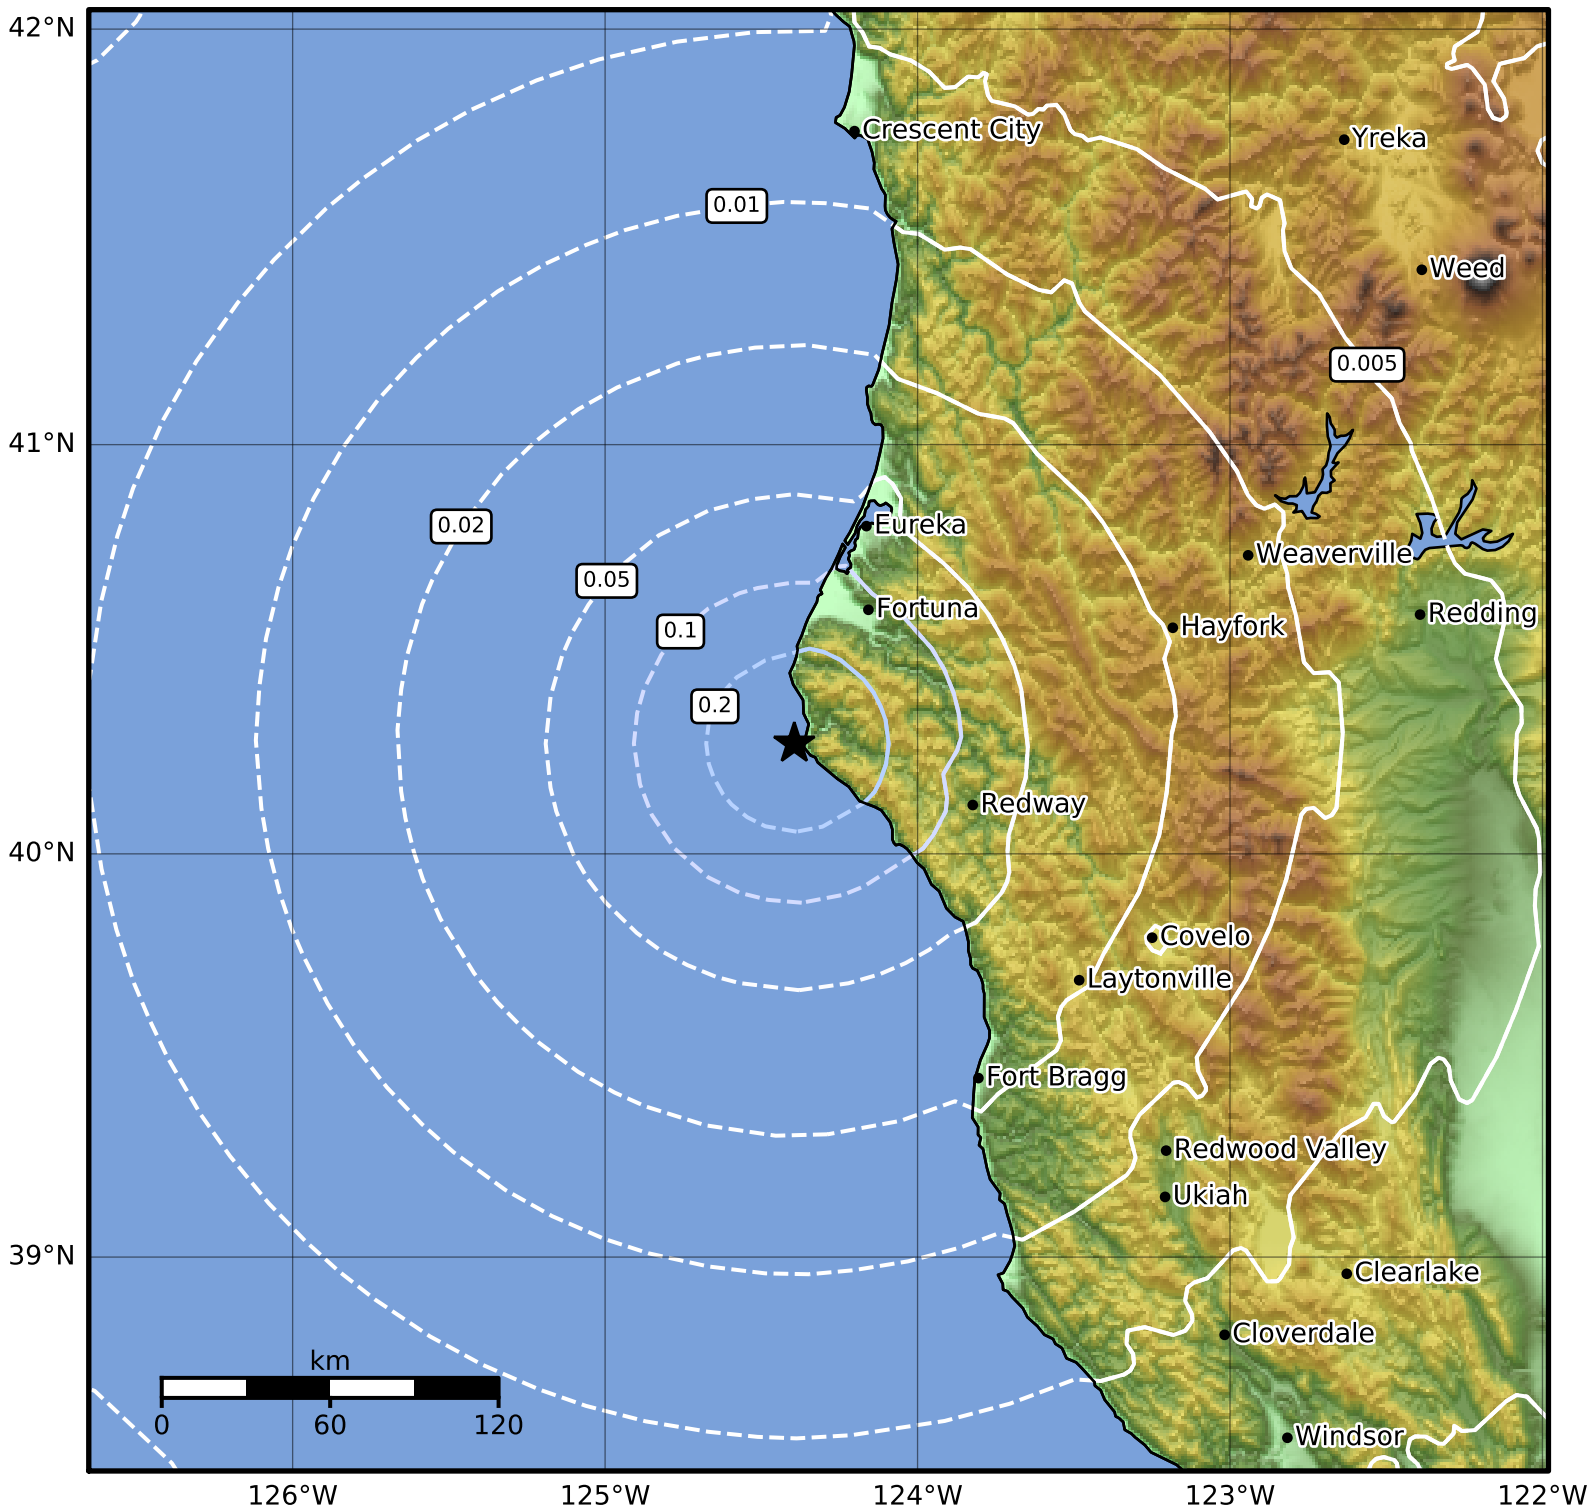 42°N
Crescent City
Yreka
0.01
Weed
0.005
41°N
0.02
Eureka
Weaverville
0.05
Fortuna
Redding
0.1
Hayfork
0.2
Redway
40°N
Covelo
Laytonville
Fort Bragg
Redwood Valley
Ukiah
39°N
Clearlake
Cloverdale
km
0 60 120
Windsor
126°W 125°W 124°W 123°W 122°W